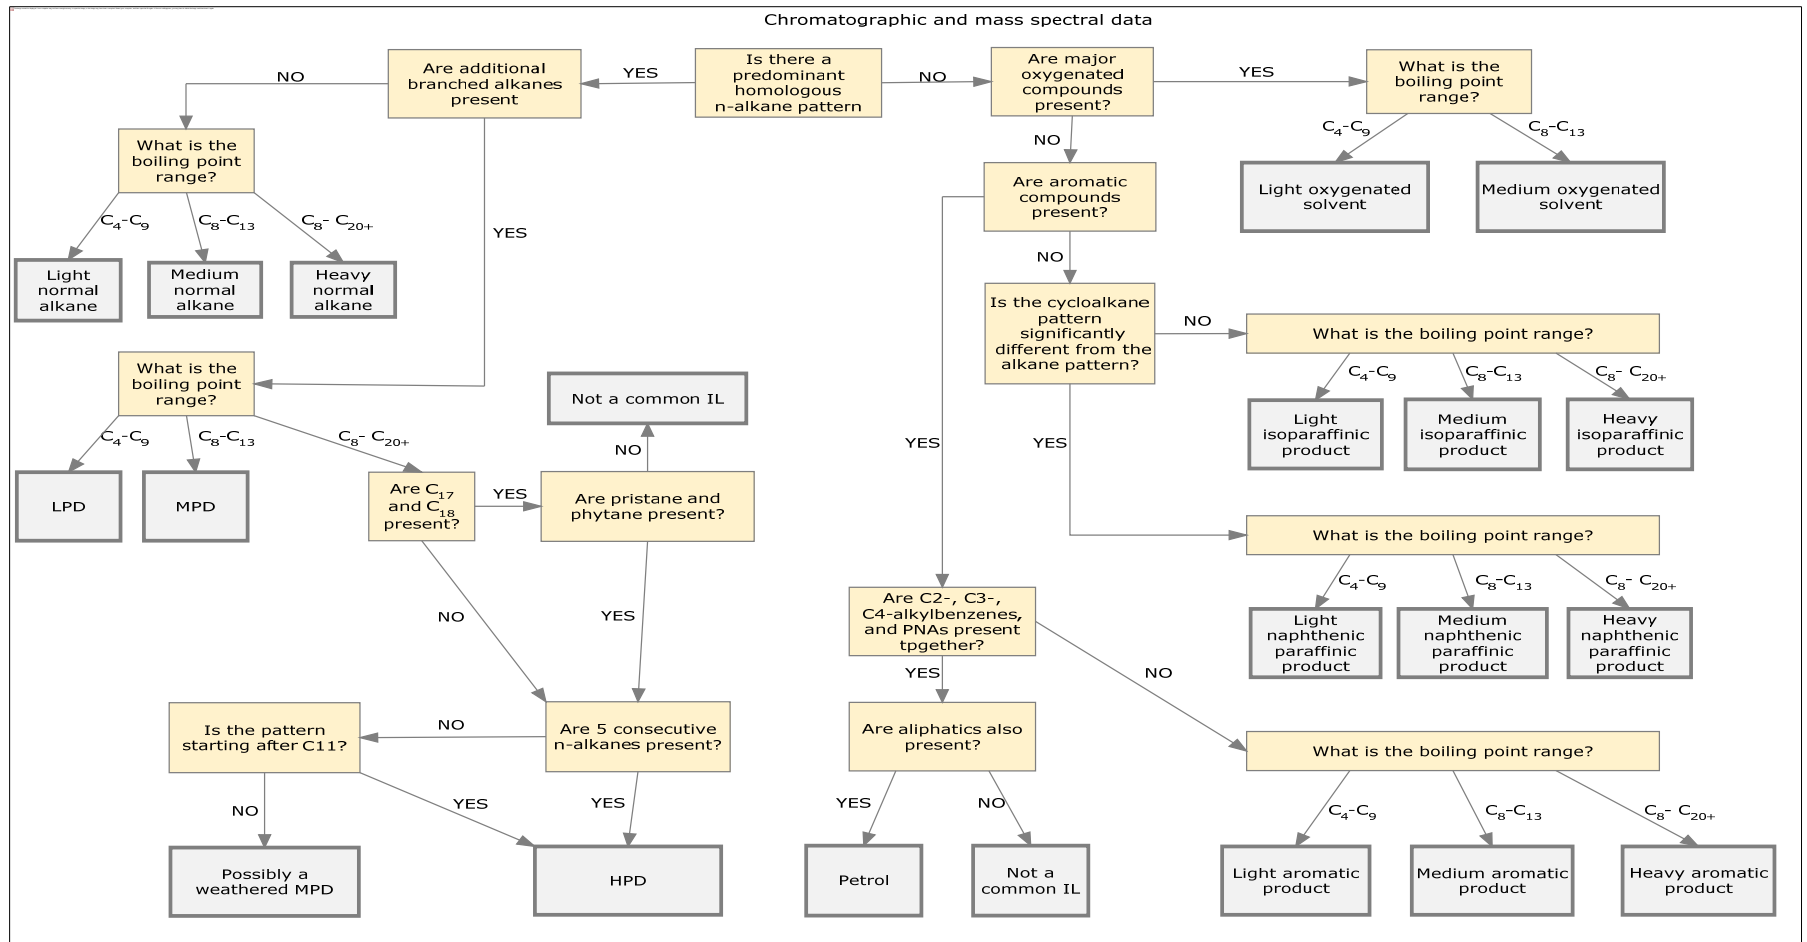 Chromatographic and mass spectral data
Is there a
predominant
homologous
n-alkane pattern
YES
NO
Are additional
branched alkanes
present
NO
YES
What is the
boiling point
range?
C4-C9
C8-C13
C8- C20+
Light
normal
alkane
Medium
normal
alkane
Heavy
normal
alkane
What is the
boiling point
range?
C4-C9
C8-C13
C8- C20+
LPD
MPD
Are C17
and C18
present?
YES
NO
Are pristane and
phytane present?
NO
YES
Not a common IL
Are 5 consecutive
n-alkanes present?
NO
YES
Is the pattern
starting after C11?
NO
YES
Possibly a
weathered MPD
HPD
Are major
oxygenated
compounds
present?
YES
NO
What is the
boiling point
range?
C4-C9
C8-C13
Light oxygenated
solvent
Medium oxygenated
solvent
Are aromatic
compounds
present?
NO
YES
Is the cycloalkane
pattern
significantly
different from the
alkane pattern?
NO
YES
What is the boiling point range?
C4-C9
C8-C13
C8- C20+
Light
isoparaffinic
product
Medium
isoparaffinic
product
Heavy
isoparaffinic
product
What is the boiling point range?
C4-C9
C8-C13
C8- C20+
Light
naphthenic
paraffinic
product
Medium
naphthenic
paraffinic
product
Heavy
naphthenic
paraffinic
product
Are C2-, C3-,
C4-alkylbenzenes,
and PNAs present
tpgether?
YES
NO
Are aliphatics also
present?
YES
NO
Petrol
Not a
common IL
What is the boiling point range?
C4-C9
C8-C13
C8- C20+
Light aromatic
product
Medium aromatic
product
Heavy aromatic
product